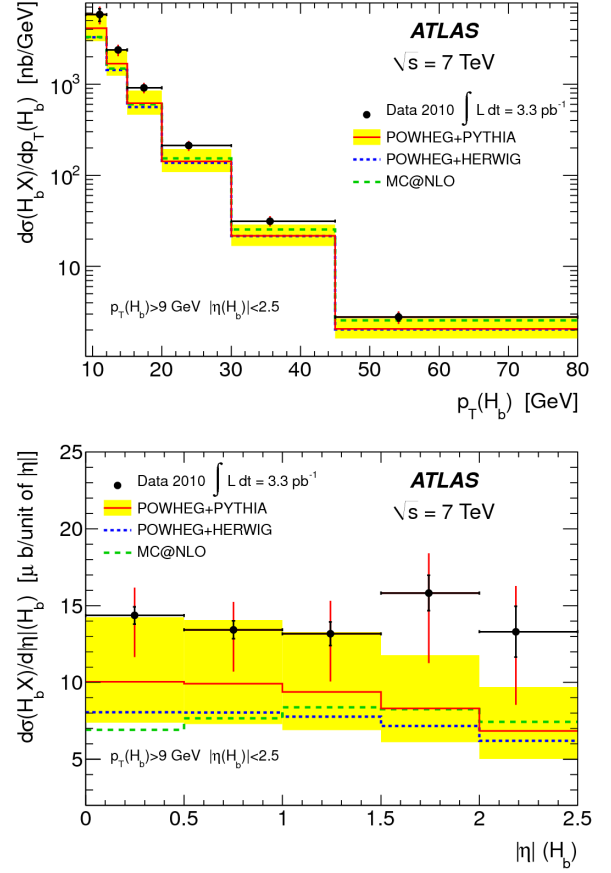 dσ(H_b X)/dp_T(H_b) [nb/GeV]
10³
10²
10
ATLAS
√s = 7 TeV
Data 2010 ∫ L dt = 3.3 pb⁻¹
POWHEG+PYTHIA
POWHEG+HERWIG
MC@NLO
p_T(H_b)>9 GeV |η(H_b)|<2.5
10 20 30 40 50 60 70 80
p_T(H_b) [GeV]
dσ(H_b X)/d|η|(H_b) [μ b/unit of |η|]
25
20
15
10
5
Data 2010 ∫ L dt = 3.3 pb⁻¹
POWHEG+PYTHIA
POWHEG+HERWIG
MC@NLO
ATLAS
√s = 7 TeV
p_T(H_b)>9 GeV |η(H_b)|<2.5
0 0.5 1 1.5 2 2.5
|η| (H_b)